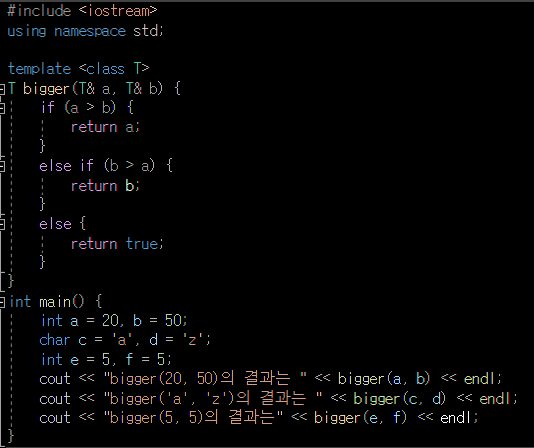 #include <iostream>
using namespace std;
template <class T>
T bigger(T& a, T& b) {
if (a > b) {
return a;
}
else if (b > a) {
return b;
}
else {
return true;
}
}
int main() {
int a = 20, b = 50;
char c = 'a', d = 'z';
int e = 5, f = 5;
cout << "bigger(20, 50)의 결과는 " << bigger(a, b) << endl;
cout << "bigger('a', 'z')의 결과는 " << bigger(c, d) << endl;
cout << "bigger(5, 5)의 결과는" << bigger(e, f) << endl;
}